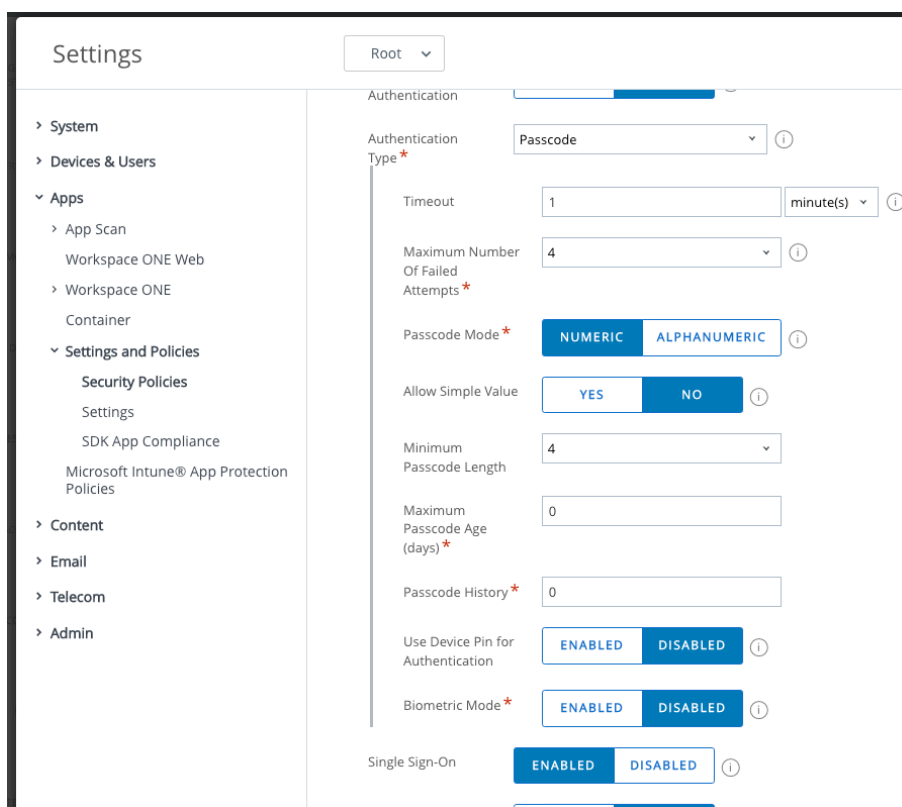 Settings
Root
System
Devices & Users
Apps
App Scan
Workspace ONE Web
Workspace ONE
Container
Settings and Policies
Security Policies
Settings
SDK App Compliance
Microsoft Intune® App Protection
Policies
Content
Email
Telecom
Admin
Authentication
Authentication
Type *
Passcode
Timeout
1
minute(s)
Maximum Number
Of Failed
Attempts *
4
Passcode Mode *
NUMERIC
ALPHANUMERIC
Allow Simple Value
YES
NO
Minimum
Passcode Length
4
Maximum
Passcode Age
(days) *
0
Passcode History *
0
Use Device Pin for
Authentication
ENABLED
DISABLED
Biometric Mode *
ENABLED
DISABLED
Single Sign-On
ENABLED
DISABLED